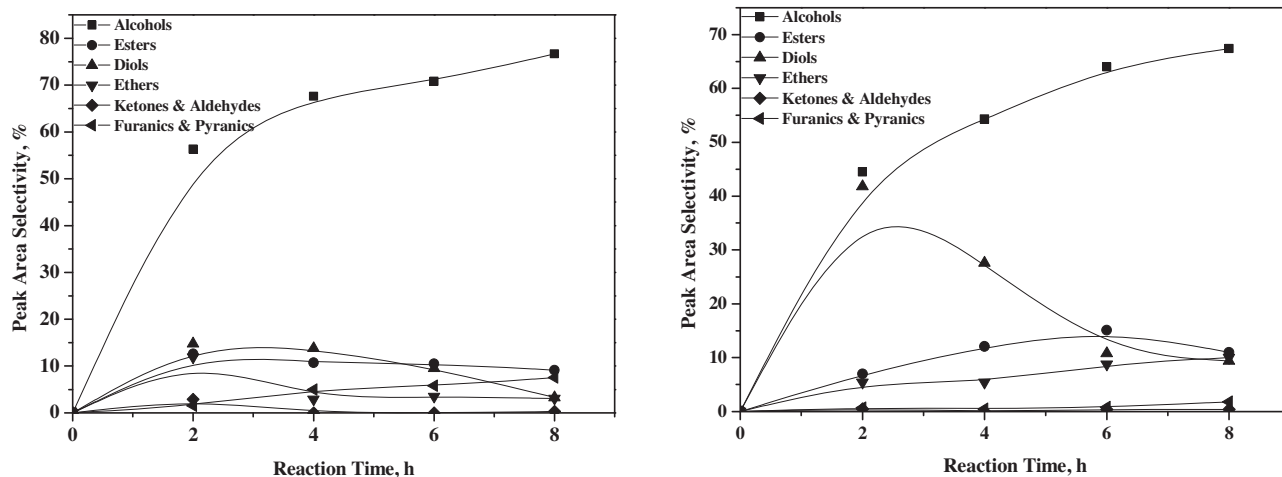 Alcohols
Esters
Diols
Ethers
Ketones & Aldehydes
Furanics & Pyranics
80
70
60
50
40
30
20
10
0
Peak Area Selectivity, %
0 2 4 6 8
Reaction Time, h
Alcohols
Esters
Diols
Ethers
Ketones & Aldehydes
Furanics & Pyranics
70
60
50
40
30
20
10
0
Peak Area Selectivity, %
0 2 4 6 8
Reaction Time, h